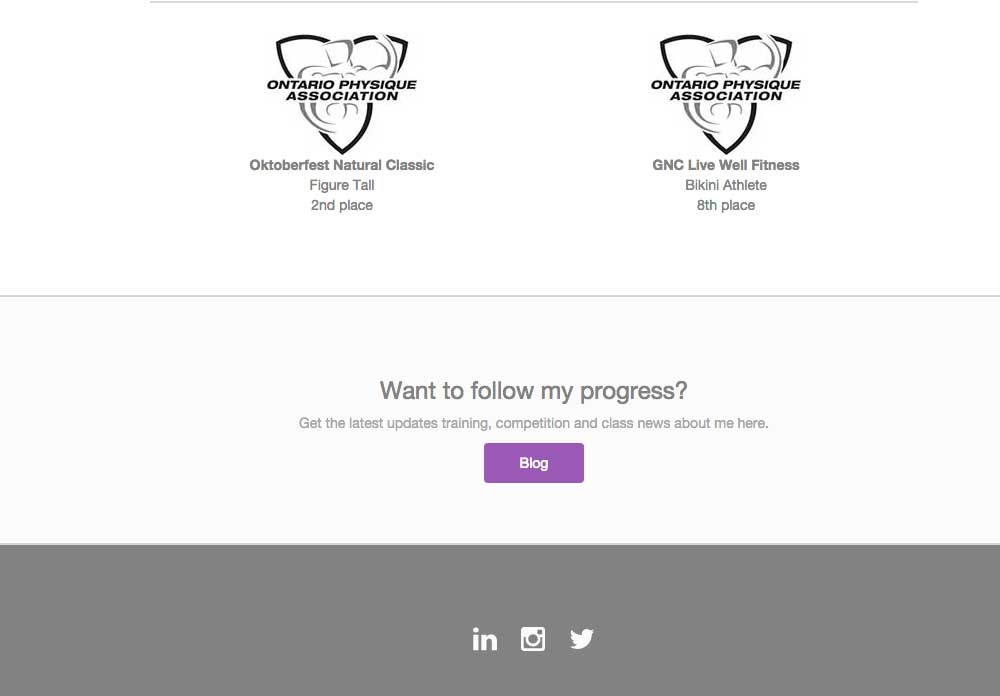 ONTARIO PHYSIQUE
ASSOCIATION
Oktoberfest Natural Classic
Figure Tall
2nd place
ONTARIO PHYSIQUE
ASSOCIATION
GNC Live Well Fitness
Bikini Athlete
8th place
Want to follow my progress?
Get the latest updates training, competition and class news about me here.
Blog
in